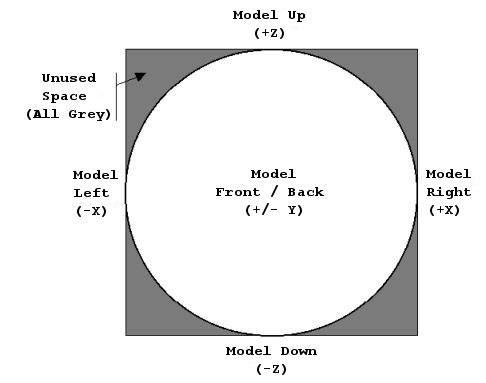 Model Up
(+Z)
Unused
Space
(All Grey)
Model
Left
(-X)
Model
Front / Back
(+/- Y)
Model
Right
(+X)
Model Down
(-Z)